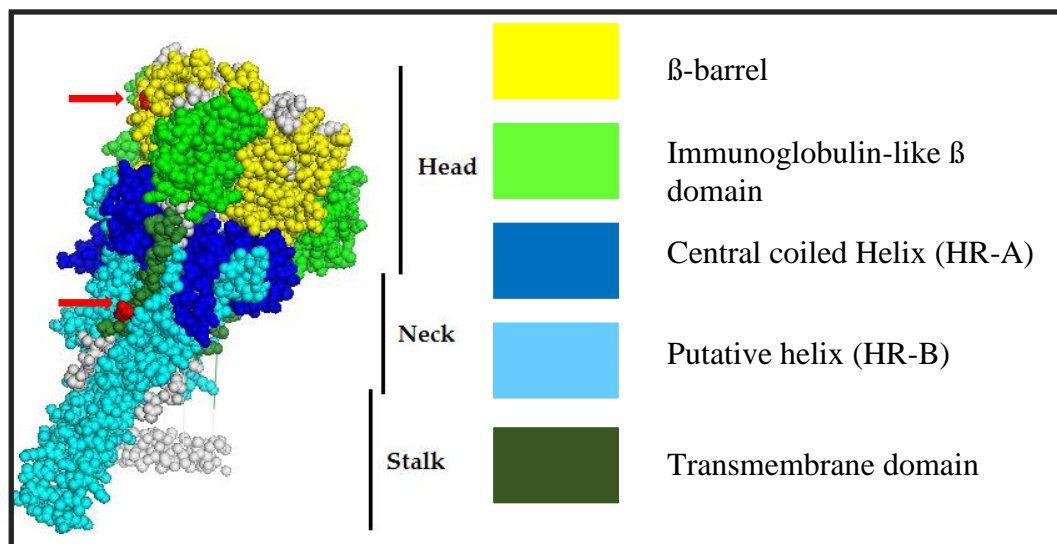 Head
Neck
Stalk
ß-barrel
Immunoglobulin-like ß
domain
Central coiled Helix (HR-A)
Putative helix (HR-B)
Transmembrane domain